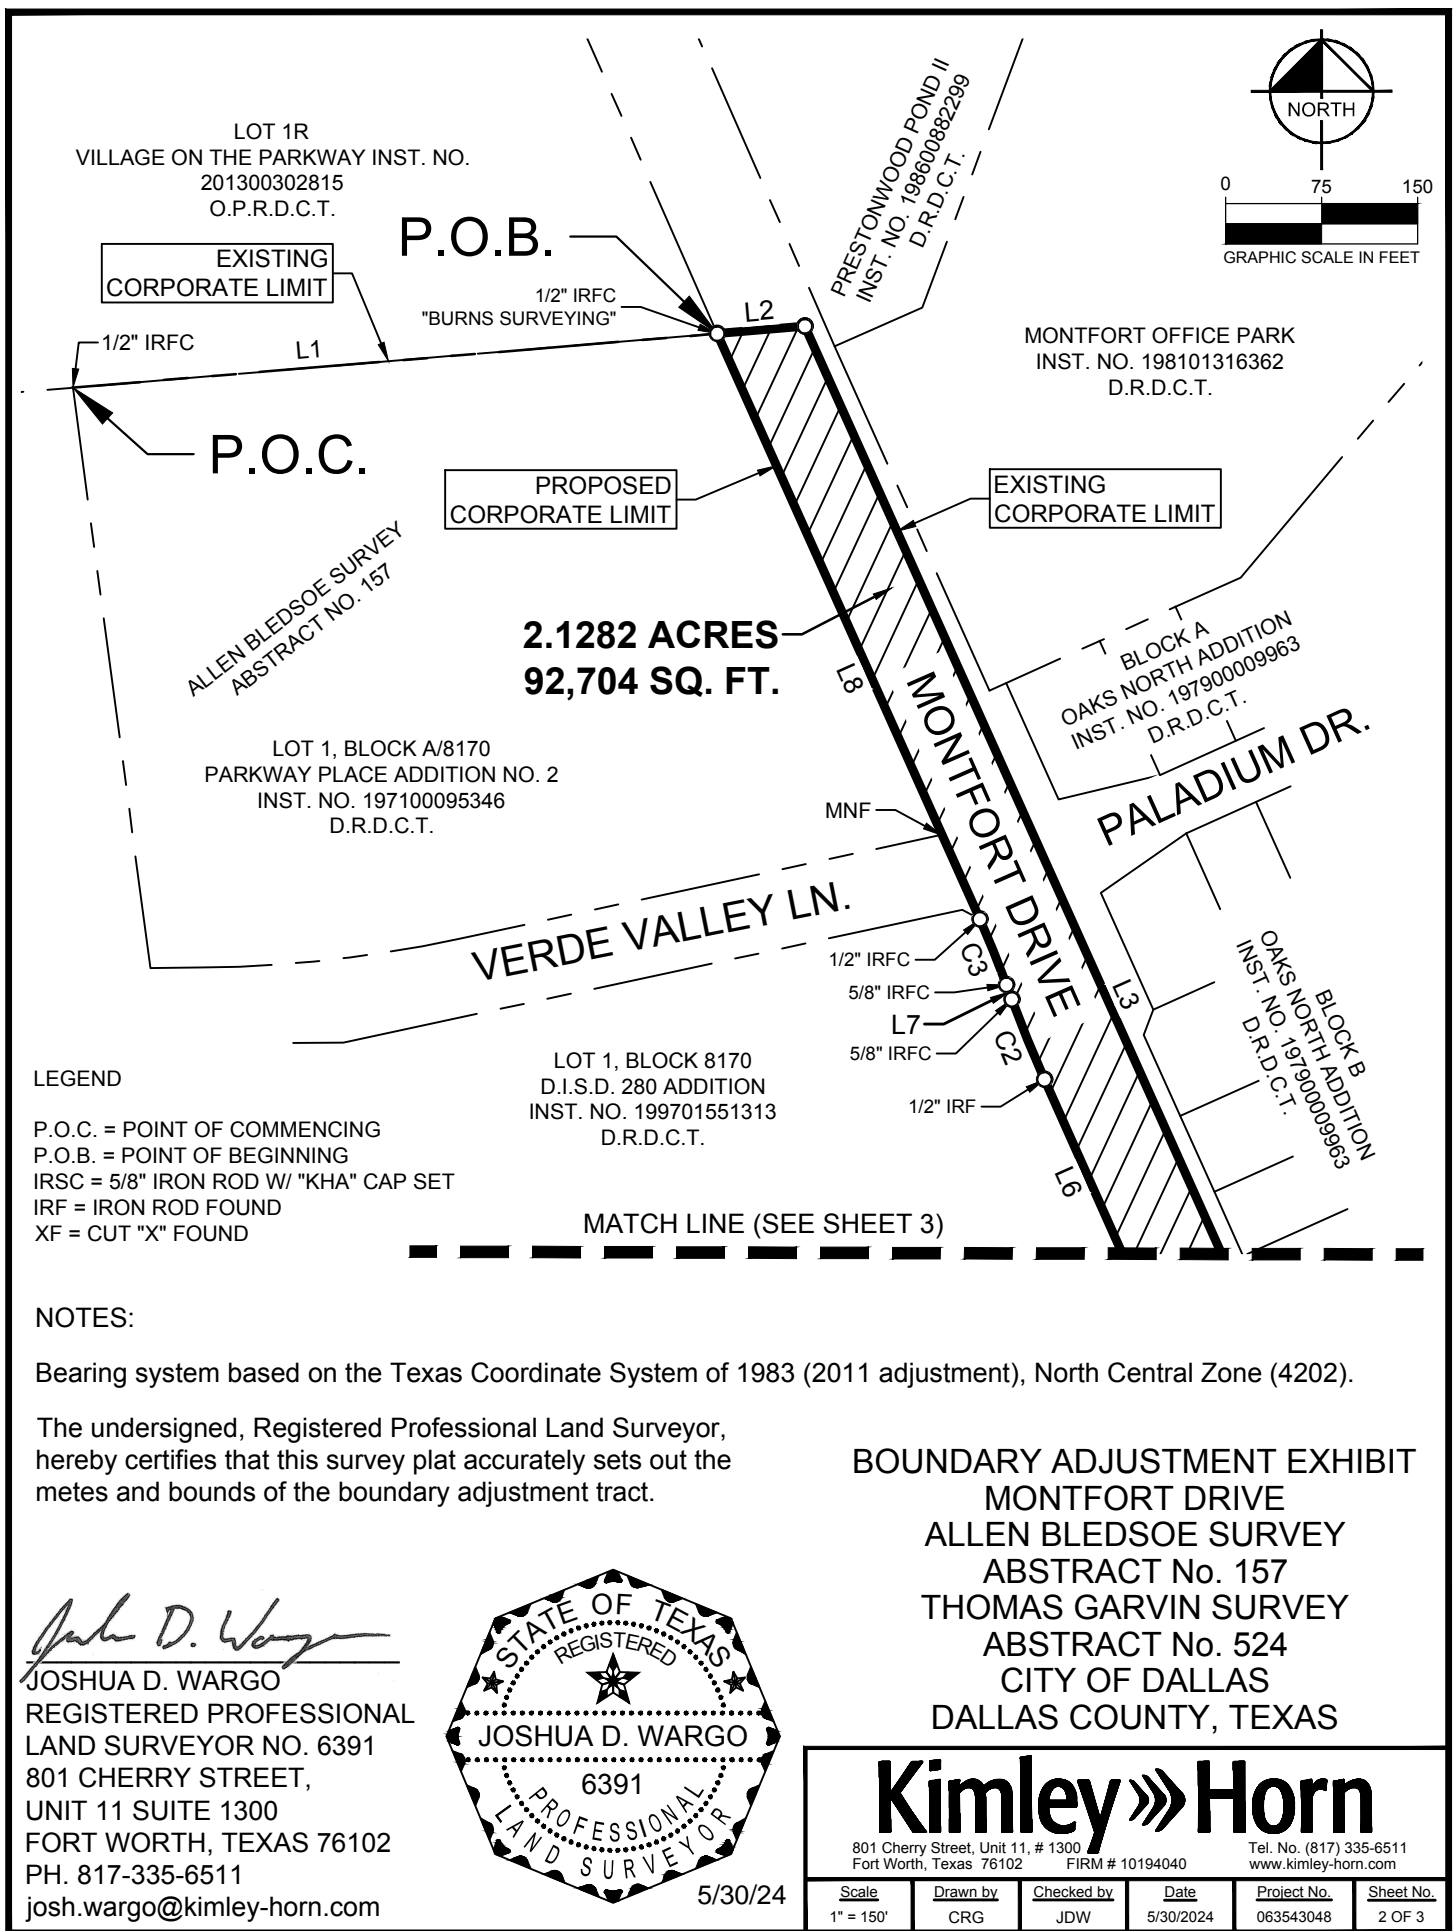 LOT 1R
VILLAGE ON THE PARKWAY INST. NO.
201300302815
O.P.R.D.C.T.
PRESTONWOOD POND II
INST. NO. 198600882299
D.R.D.C.T.
NORTH
0 75 150
GRAPHIC SCALE IN FEET
P.O.B.
EXISTING
CORPORATE LIMIT
1/2" IRFC
"BURNS SURVEYING"
L2
1/2" IRFC
L1
MONTFORT OFFICE PARK
INST. NO. 198101316362
D.R.D.C.T.
P.O.C.
PROPOSED
CORPORATE LIMIT
EXISTING
CORPORATE LIMIT
ALLEN BLEDSOE SURVEY
ABSTRACT NO. 157
2.1282 ACRES
92,704 SQ. FT.
L8
MONTFORT DRIVE
BLOCK A
OAKS NORTH ADDITION
INST. NO. 197900009963
D.R.D.C.T.
PALADIUM DR.
LOT 1, BLOCK A/8170
PARKWAY PLACE ADDITION NO. 2
INST. NO. 197100095346
D.R.D.C.T.
MNF
VERDE VALLEY LN.
1/2" IRFC
C3
5/8" IRFC
L7
5/8" IRFC
C2
1/2" IRF
L3
L6
BLOCK B
OAKS NORTH ADDITION
INST. NO. 197900009963
D.R.D.C.T.
LOT 1, BLOCK 8170
D.I.S.D. 280 ADDITION
INST. NO. 199701551313
D.R.D.C.T.
LEGEND
P.O.C. = POINT OF COMMENCING
P.O.B. = POINT OF BEGINNING
IRSC = 5/8" IRON ROD W/ "KHA" CAP SET
IRF = IRON ROD FOUND
XF = CUT "X" FOUND
MATCH LINE (SEE SHEET 3)
NOTES:
Bearing system based on the Texas Coordinate System of 1983 (2011 adjustment), North Central Zone (4202).
The undersigned, Registered Professional Land Surveyor,
hereby certifies that this survey plat accurately sets out the
metes and bounds of the boundary adjustment tract.
BOUNDARY ADJUSTMENT EXHIBIT
MONTFORT DRIVE
ALLEN BLEDSOE SURVEY
ABSTRACT No. 157
THOMAS GARVIN SURVEY
ABSTRACT No. 524
CITY OF DALLAS
DALLAS COUNTY, TEXAS
JOSHUA D. WARGO
REGISTERED PROFESSIONAL
LAND SURVEYOR NO. 6391
801 CHERRY STREET,
UNIT 11 SUITE 1300
FORT WORTH, TEXAS 76102
PH. 817-335-6511
josh.wargo@kimley-horn.com
STATE OF TEXAS
REGISTERED
JOSHUA D. WARGO
6391
PROFESSIONAL
LAND SURVEYOR
5/30/24
Kimley Horn
801 Cherry Street, Unit 11, # 1300
Fort Worth, Texas 76102 FIRM # 10194040
Tel. No. (817) 335-6511
www.kimley-horn.com
Scale Drawn by Checked by Date Project No. Sheet No.
1" = 150' CRG JDW 5/30/2024 063543048 2 OF 3